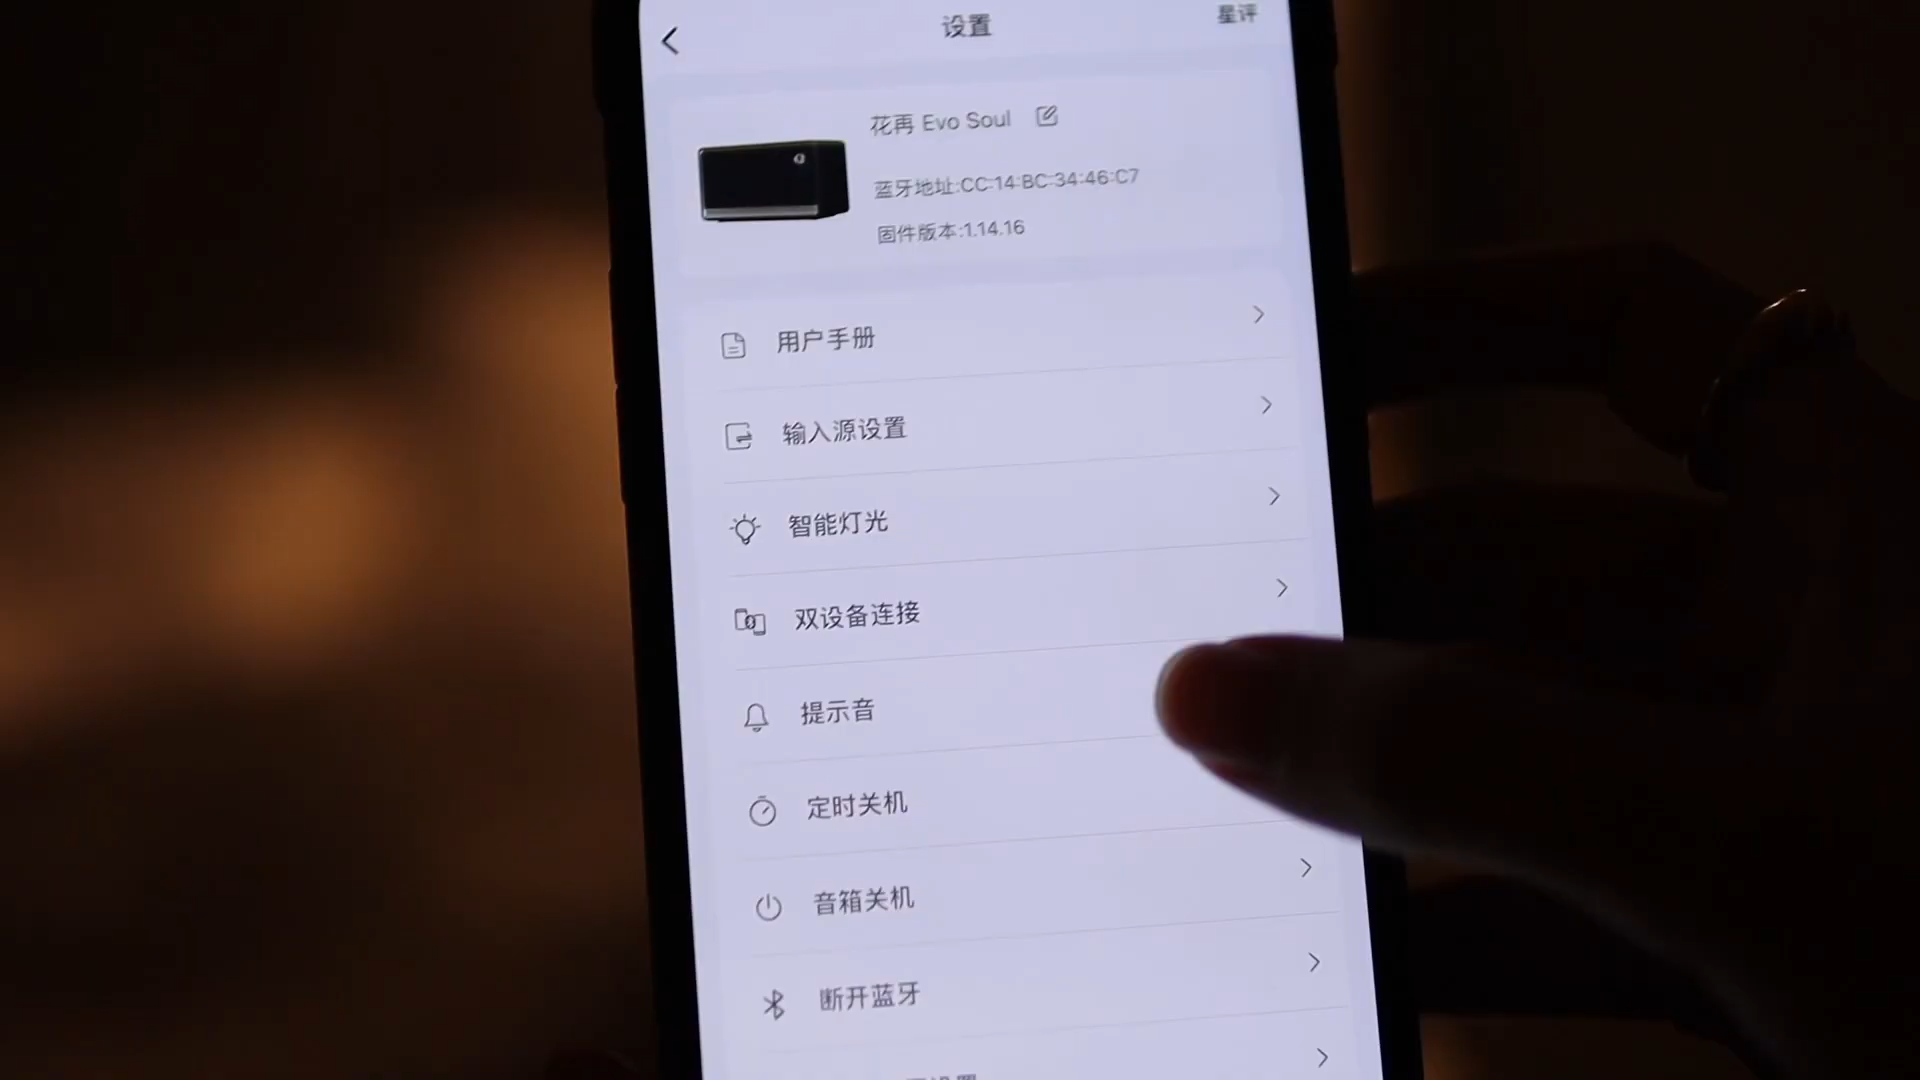 设置
星评
花再 Evo Soul
蓝牙地址:CC:14:BC:34:46:C7
固件版本:1.14.16
用户手册
输入源设置
智能灯光
双设备连接
提示音
定时关机
音箱关机
断开蓝牙
设置